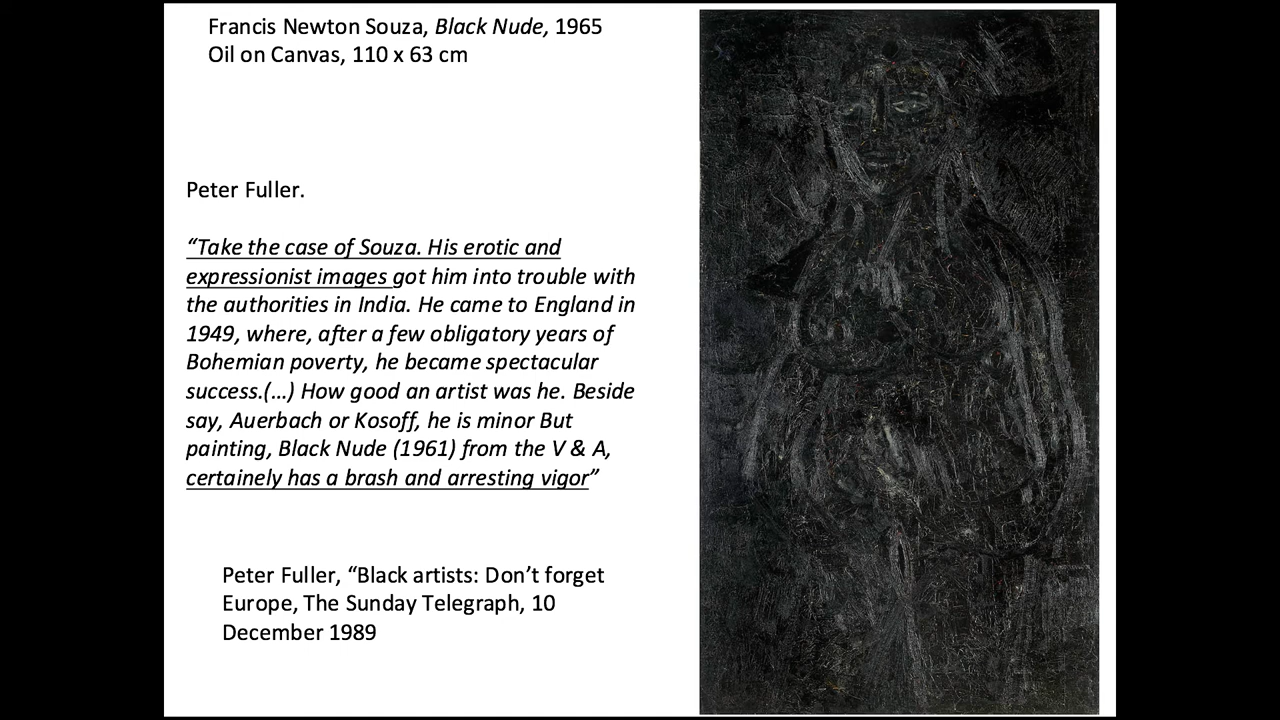 Francis Newton Souza, Black Nude, 1965
Oil on Canvas, 110 x 63 cm
Peter Fuller.
“Take the case of Souza. His erotic and
expressionist images got him into trouble with
the authorities in India. He came to England in
1949, where, after a few obligatory years of
Bohemian poverty, he became spectacular
success.(…) How good an artist was he. Beside
say, Auerbach or Kosoff, he is minor But
painting, Black Nude (1961) from the V & A,
certainely has a brash and arresting vigor”
Peter Fuller, “Black artists: Don’t forget
Europe, The Sunday Telegraph, 10
December 1989